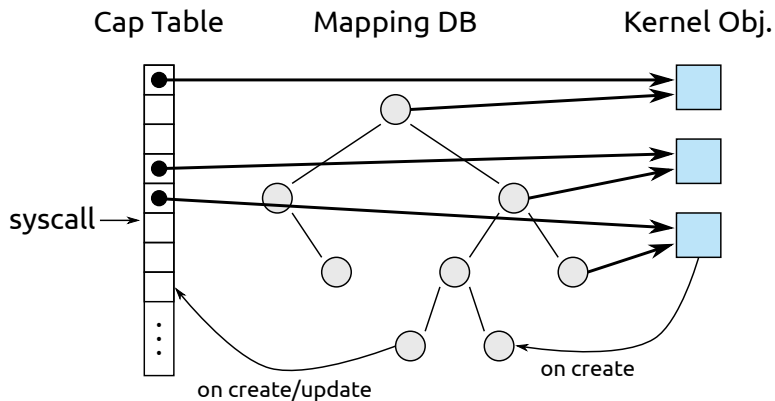 Cap Table
Mapping DB
Kernel Obj.
syscall
on create/update
on create